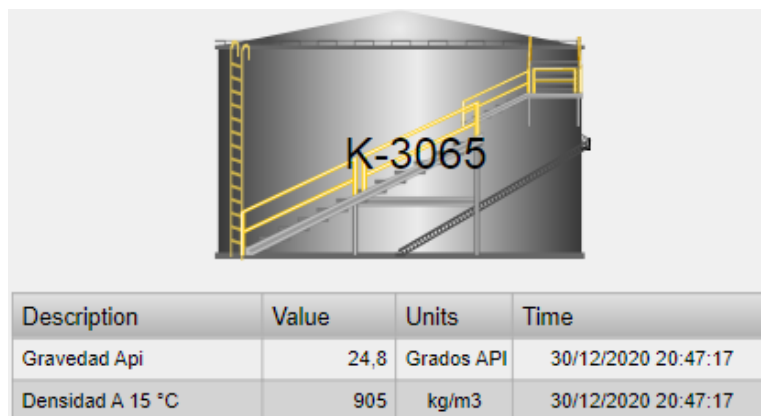 K-3065
Description Value Units Time
Gravedad Api 24,8 Grados API 30/12/2020 20:47:17
Densidad A 15 °C 905 kg/m3 30/12/2020 20:47:17